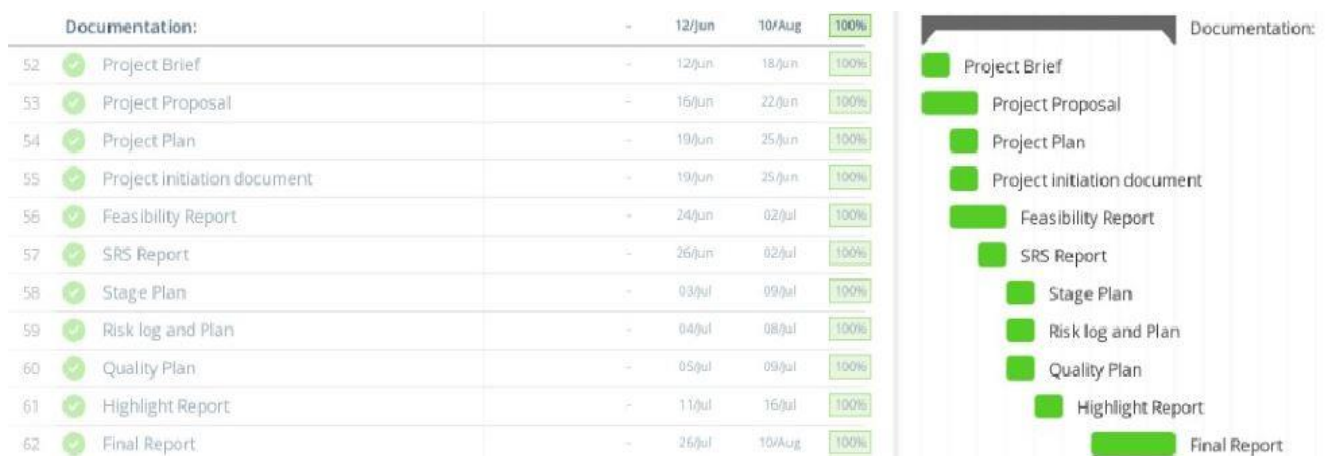 Documentation: - 12/Jun 10/Aug 100% Documentation:
52 Project Brief - 12/Jun 18/Jun 100% Project Brief
53 Project Proposal - 16/Jun 22/Jun 100% Project Proposal
54 Project Plan - 19/Jun 25/Jun 100% Project Plan
55 Project initiation document - 19/Jun 25/Jun 100% Project initiation document
56 Feasibility Report - 24/Jun 02/Jul 100% Feasibility Report
57 SRS Report - 26/Jun 02/Jul 100% SRS Report
58 Stage Plan - 03/Jul 09/Jul 100% Stage Plan
59 Risk log and Plan - 04/Jul 08/Jul 100% Risk log and Plan
60 Quality Plan - 05/Jul 09/Jul 100% Quality Plan
61 Highlight Report - 11/Jul 16/Jul 100% Highlight Report
62 Final Report - 26/Jul 10/Aug 100% Final Report